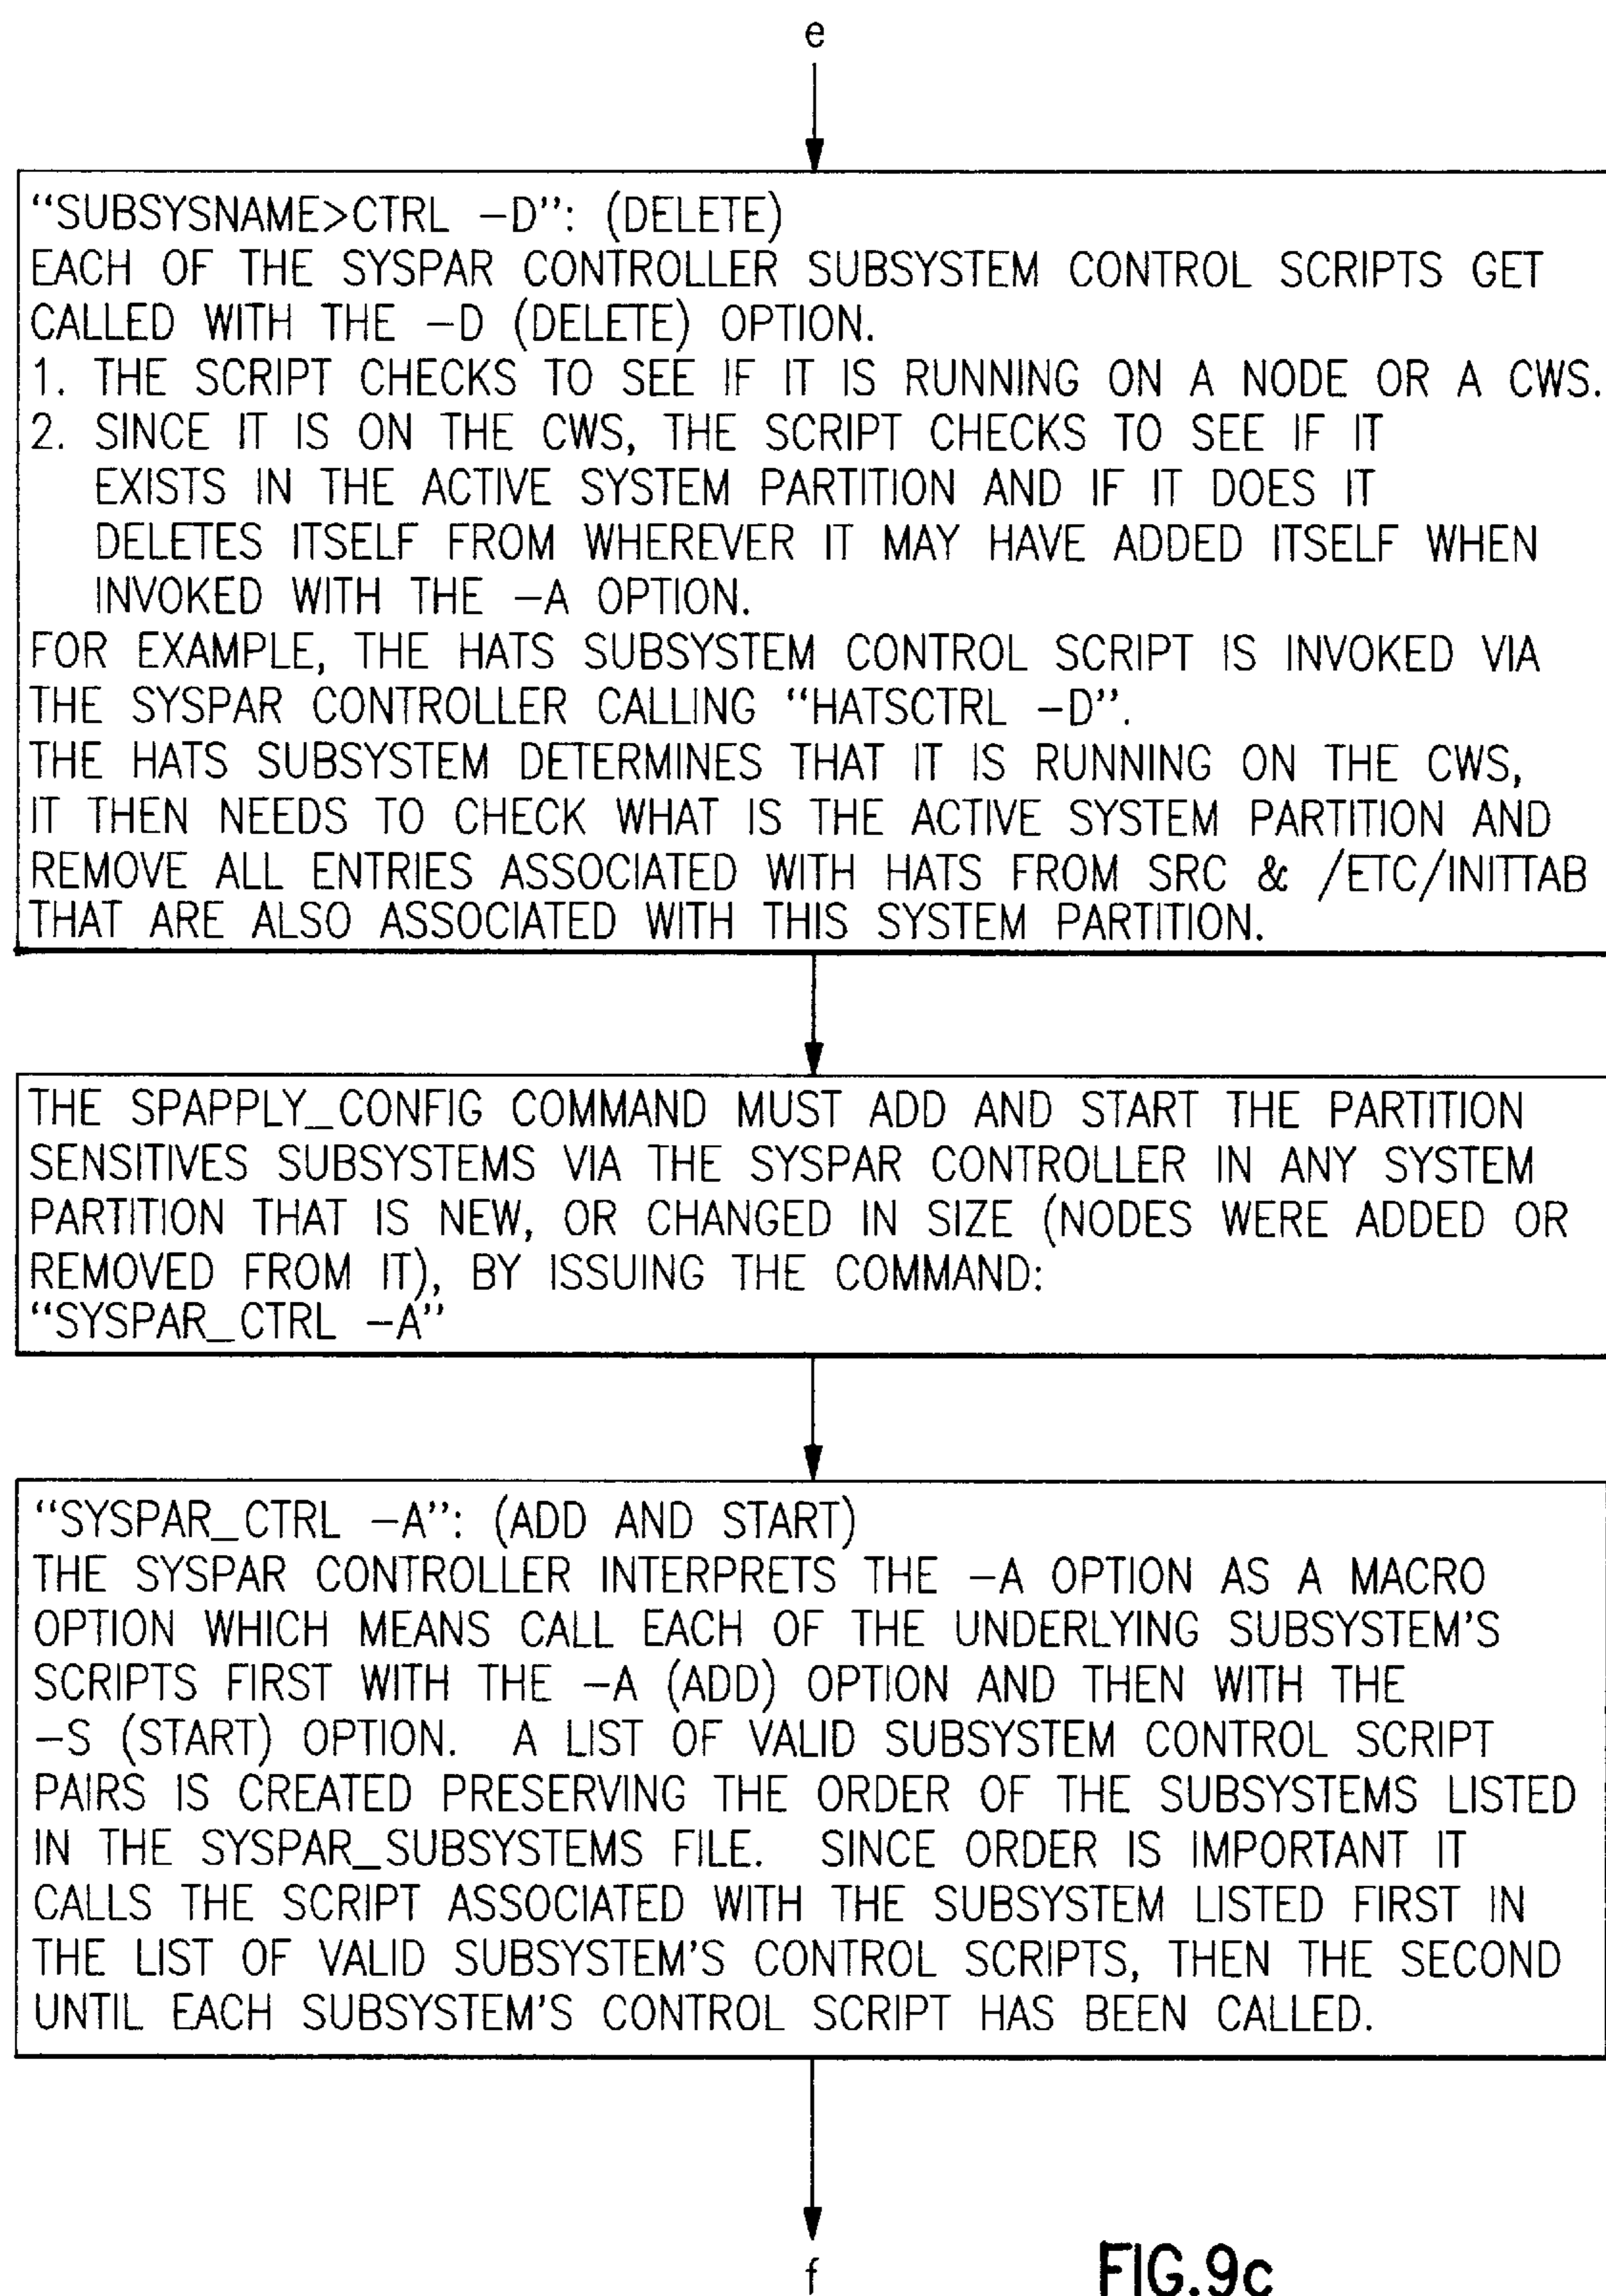 e
“SUBSYSNAME>CTRL –D”: (DELETE)
EACH OF THE SYSPAR CONTROLLER SUBSYSTEM CONTROL SCRIPTS GET
CALLED WITH THE –D (DELETE) OPTION.
1. THE SCRIPT CHECKS TO SEE IF IT IS RUNNING ON A NODE OR A CWS.
2. SINCE IT IS ON THE CWS, THE SCRIPT CHECKS TO SEE IF IT
EXISTS IN THE ACTIVE SYSTEM PARTITION AND IF IT DOES IT
DELETES ITSELF FROM WHEREVER IT MAY HAVE ADDED ITSELF WHEN
INVOKED WITH THE –A OPTION.
FOR EXAMPLE, THE HATS SUBSYSTEM CONTROL SCRIPT IS INVOKED VIA
THE SYSPAR CONTROLLER CALLING “HATSCTRL –D”.
THE HATS SUBSYSTEM DETERMINES THAT IT IS RUNNING ON THE CWS,
IT THEN NEEDS TO CHECK WHAT IS THE ACTIVE SYSTEM PARTITION AND
REMOVE ALL ENTRIES ASSOCIATED WITH HATS FROM SRC & /ETC/INITTAB
THAT ARE ALSO ASSOCIATED WITH THIS SYSTEM PARTITION.
THE SPAPPLY_CONFIG COMMAND MUST ADD AND START THE PARTITION
SENSITIVES SUBSYSTEMS VIA THE SYSPAR CONTROLLER IN ANY SYSTEM
PARTITION THAT IS NEW, OR CHANGED IN SIZE (NODES WERE ADDED OR
REMOVED FROM IT), BY ISSUING THE COMMAND:
“SYSPAR_CTRL –A”
“SYSPAR_CTRL –A”: (ADD AND START)
THE SYSPAR CONTROLLER INTERPRETS THE –A OPTION AS A MACRO
OPTION WHICH MEANS CALL EACH OF THE UNDERLYING SUBSYSTEM'S
SCRIPTS FIRST WITH THE –A (ADD) OPTION AND THEN WITH THE
–S (START) OPTION. A LIST OF VALID SUBSYSTEM CONTROL SCRIPT
PAIRS IS CREATED PRESERVING THE ORDER OF THE SUBSYSTEMS LISTED
IN THE SYSPAR_SUBSYSTEMS FILE. SINCE ORDER IS IMPORTANT IT
CALLS THE SCRIPT ASSOCIATED WITH THE SUBSYSTEM LISTED FIRST IN
THE LIST OF VALID SUBSYSTEM'S CONTROL SCRIPTS, THEN THE SECOND
UNTIL EACH SUBSYSTEM'S CONTROL SCRIPT HAS BEEN CALLED.
f
FIG.9c